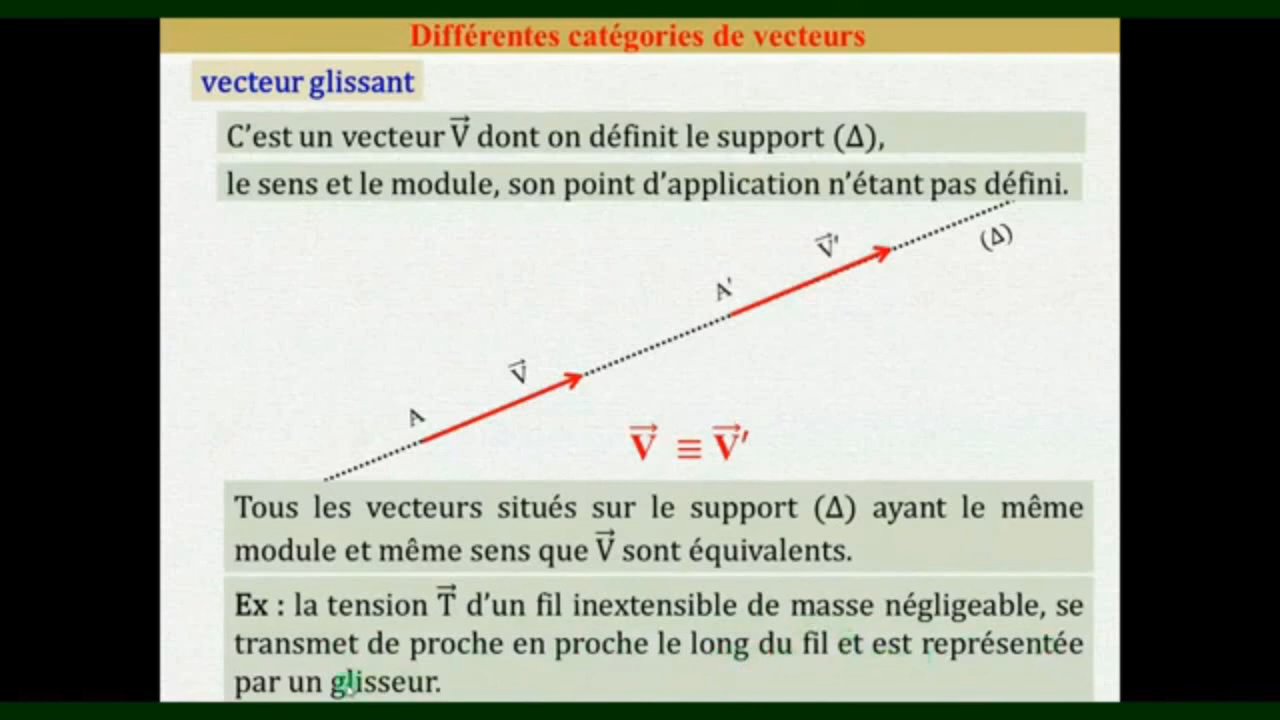 Différentes catégories de vecteurs
vecteur glissant
C'est un vecteur V⃗ dont on définit le support (Δ),
le sens et le module, son point d'application n'étant pas défini.
(Δ)
V⃗'
A'
V⃗
A
V⃗ ≡ V⃗'
Tous les vecteurs situés sur le support (Δ) ayant le même
module et même sens que V⃗ sont équivalents.
Ex : la tension T⃗ d'un fil inextensible de masse négligeable, se
transmet de proche en proche le long du fil et est représentée
par un glisseur.